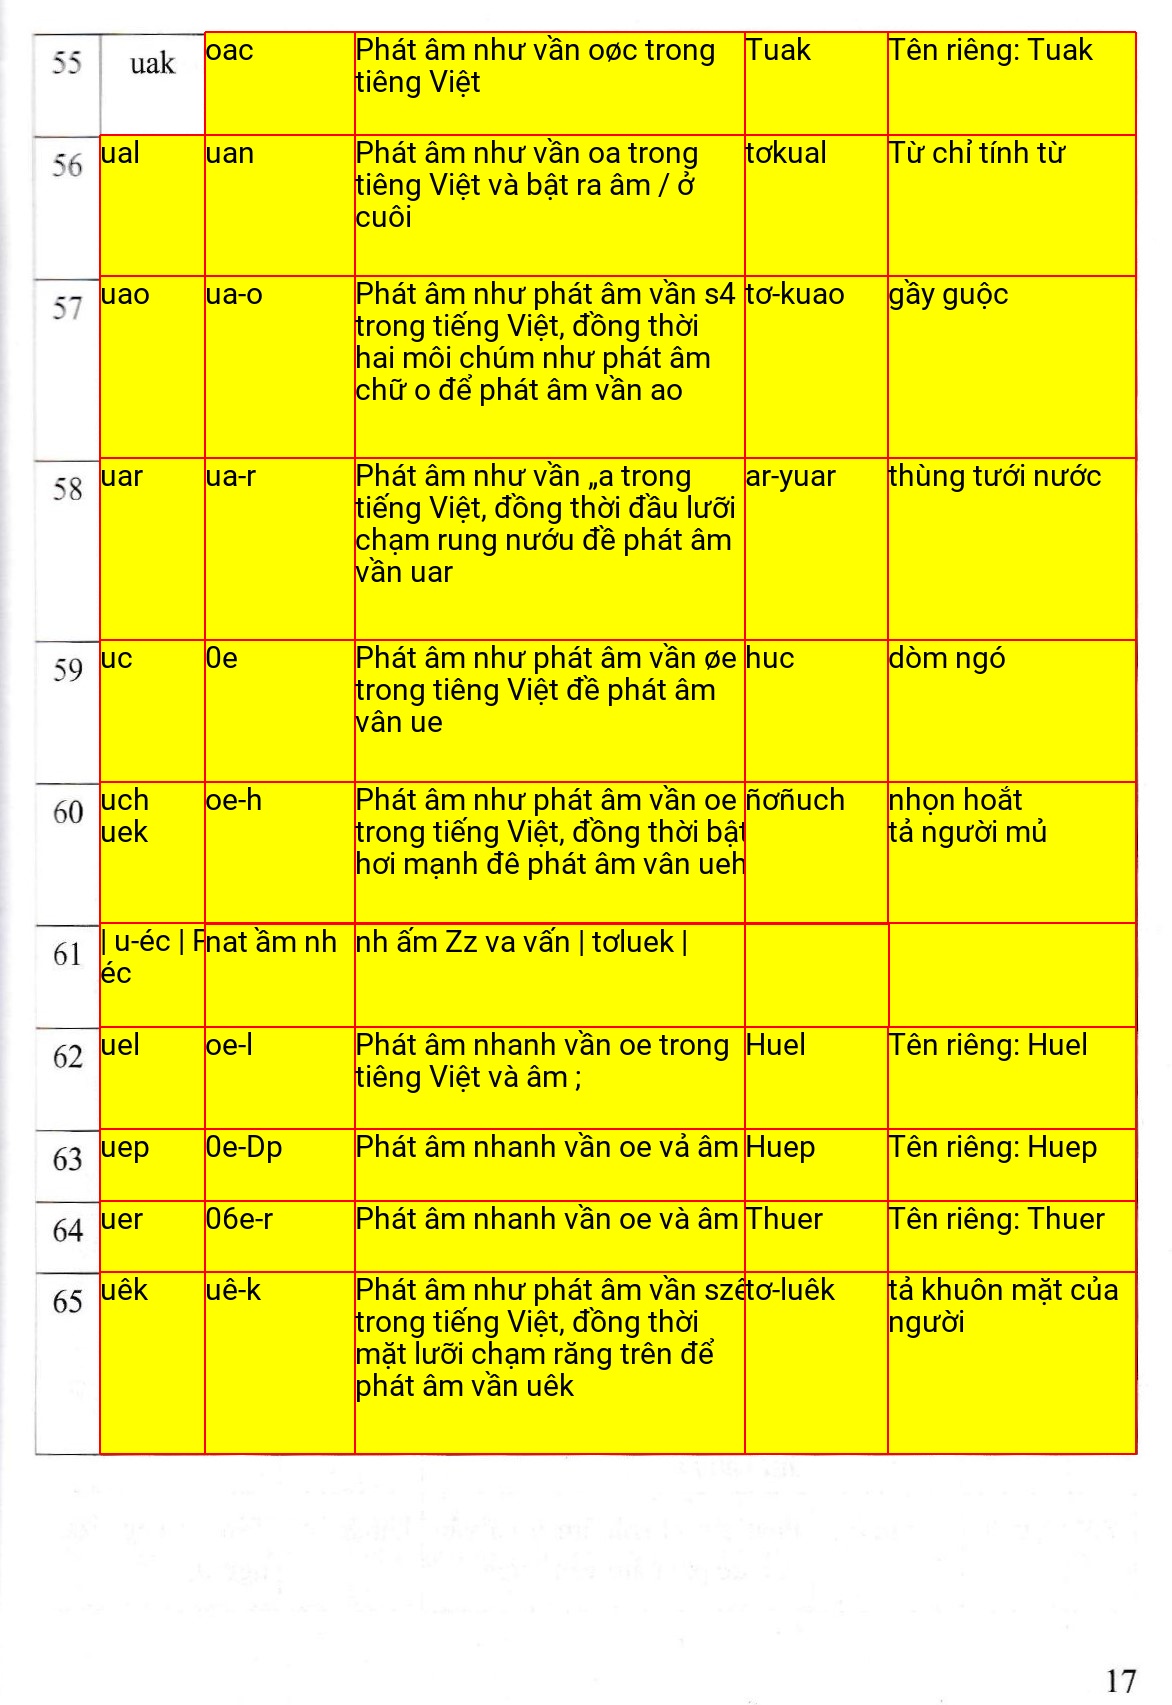 55 uak oac Phát âm như vần oøc trong Tuak Tên riêng: Tuak
tiêng Việt
56 ual uan Phát âm như vần oa trong tơkual Từ chỉ tính từ
tiêng Việt và bật ra âm / ở
cuôi
57 uao ua-o Phát âm như phát âm vần s4 tơ-kuao gầy guộc
trong tiếng Việt, đồng thời
hai môi chúm như phát âm
chữ o để phát âm vần ao
58 uar ua-r Phát âm như vần „a trong ar-yuar thùng tưới nước
tiếng Việt, đồng thời đầu lưỡi
chạm rung nướu đề phát âm
vần uar
59 uc 0e Phát âm như phát âm vần øe huc dòm ngó
trong tiêng Việt đề phát âm
vân ue
60 uch oe-h Phát âm như phát âm vần oe ñơñuch nhọn hoắt
uek trong tiếng Việt, đồng thời bật tả người mủ
hơi mạnh đê phát âm vân ueh
61 | u-éc | P nat ầm nh nh ấm Zz va vấn | tơluek |
éc
62 uel oe-l Phát âm nhanh vần oe trong Huel Tên riêng: Huel
tiêng Việt và âm ;
63 uep 0e-Dp Phát âm nhanh vần oe vả âm Huep Tên riêng: Huep
64 uer 06e-r Phát âm nhanh vần oe và âm Thuer Tên riêng: Thuer
65 uêk uê-k Phát âm như phát âm vần szê tơ-luêk tả khuôn mặt của
trong tiếng Việt, đồng thời người
mặt lưỡi chạm răng trên để
phát âm vần uêk
17